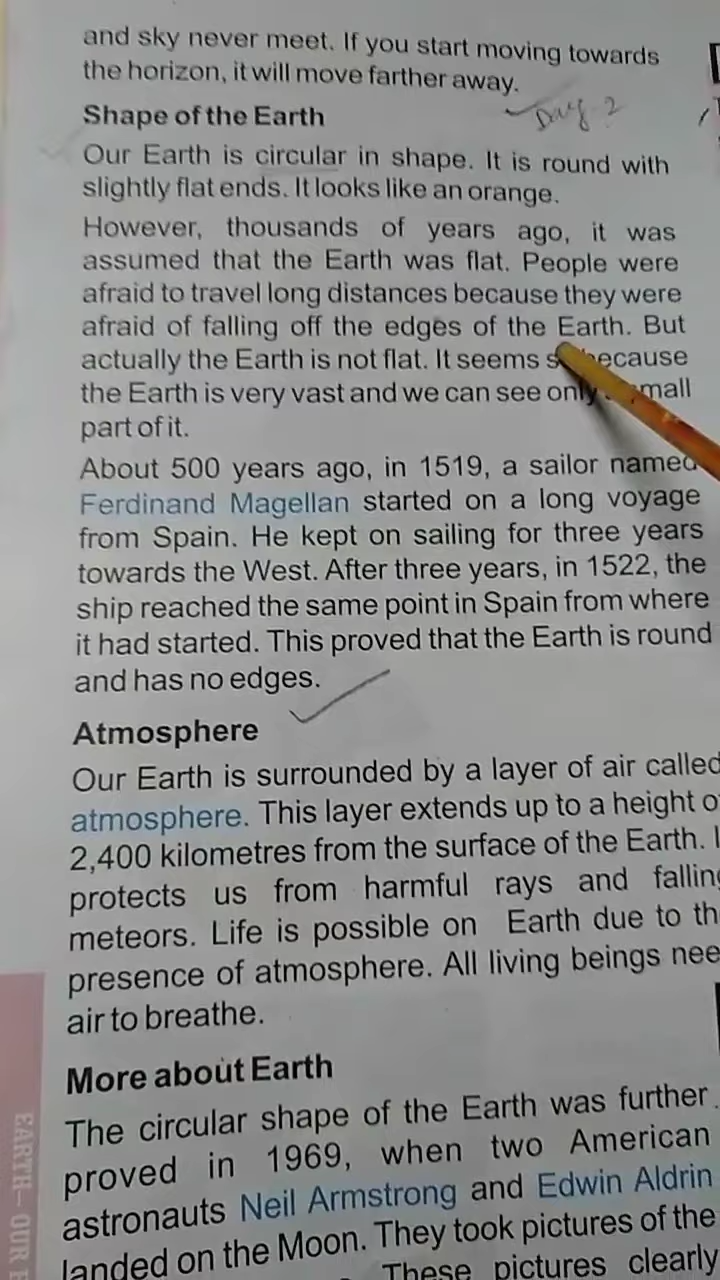 and sky never meet. If you start moving towards
the horizon, it will move farther away.
Day 2
Shape of the Earth
Our Earth is circular in shape. It is round with
slightly flat ends. It looks like an orange.
However, thousands of years ago, it was
assumed that the Earth was flat. People were
afraid to travel long distances because they were
afraid of falling off the edges of the Earth. But
actually the Earth is not flat. It seems because
the Earth is very vast and we can see only small
part of it.
About 500 years ago, in 1519, a sailor named
Ferdinand Magellan started on a long voyage
from Spain. He kept on sailing for three years
towards the West. After three years, in 1522, the
ship reached the same point in Spain from where
it had started. This proved that the Earth is round
and has no edges.
Atmosphere
Our Earth is surrounded by a layer of air called
atmosphere. This layer extends up to a height o
2,400 kilometres from the surface of the Earth.
protects us from harmful rays and falling
meteors. Life is possible on Earth due to th
presence of atmosphere. All living beings nee
air to breathe.
More about Earth
The circular shape of the Earth was further
proved in 1969, when two American
astronauts Neil Armstrong and Edwin Aldrin
landed on the Moon. They took pictures of the
These pictures clearly
EARTH— OUR